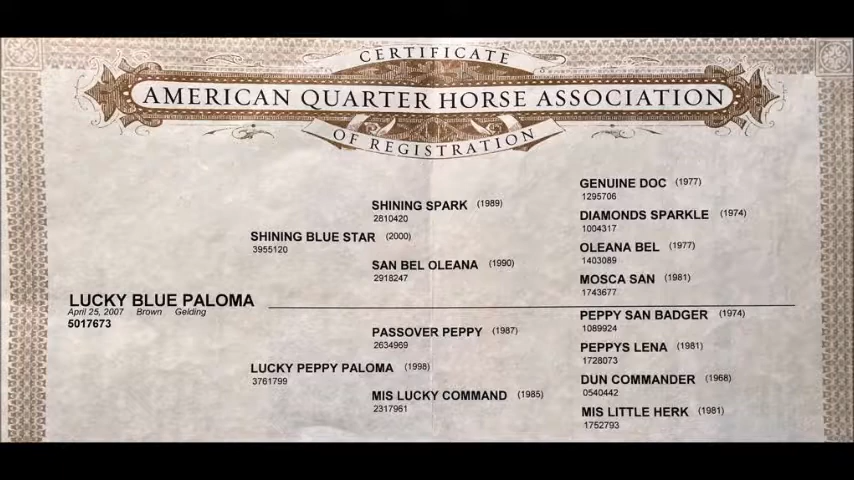 CERTIFICATE
AMERICAN QUARTER HORSE ASSOCIATION
OF REGISTRATION
GENUINE DOC (1977)
1295706
SHINING SPARK (1989)
2810420
DIAMONDS SPARKLE (1974)
1004317
SHINING BLUE STAR (2000)
3955120
OLEANA BEL (1977)
1403089
SAN BEL OLEANA (1990)
2918247
MOSCA SAN (1981)
1743677
LUCKY BLUE PALOMA
April 25, 2007 Brown Gelding
5017673
PEPPY SAN BADGER (1974)
1089924
PASSOVER PEPPY (1987)
2634969
PEPPYS LENA (1981)
1728073
LUCKY PEPPY PALOMA (1998)
3761799
DUN COMMANDER (1968)
0540442
MIS LUCKY COMMAND (1985)
2317961
MIS LITTLE HERK (1981)
1752793